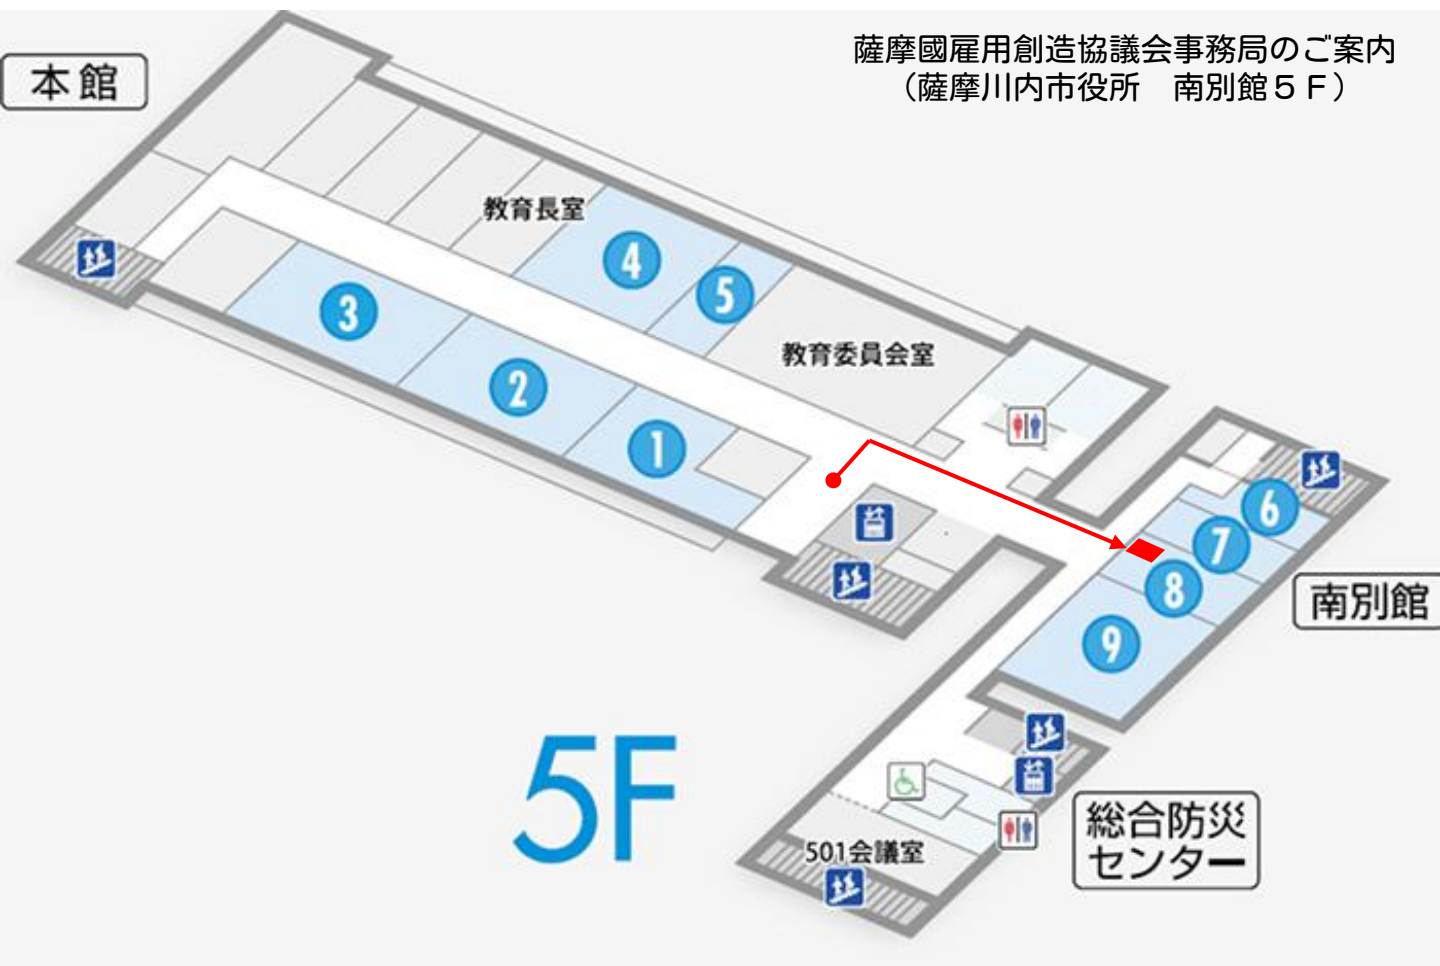 薩摩國雇用創造協議会事務局のご案内
（薩摩川内市役所　南別館５Ｆ）
本館
教育長室
4
5
3
教育委員会室
2
1
6
7
8
南別館
9
5F
総合防災
センター
501会議室